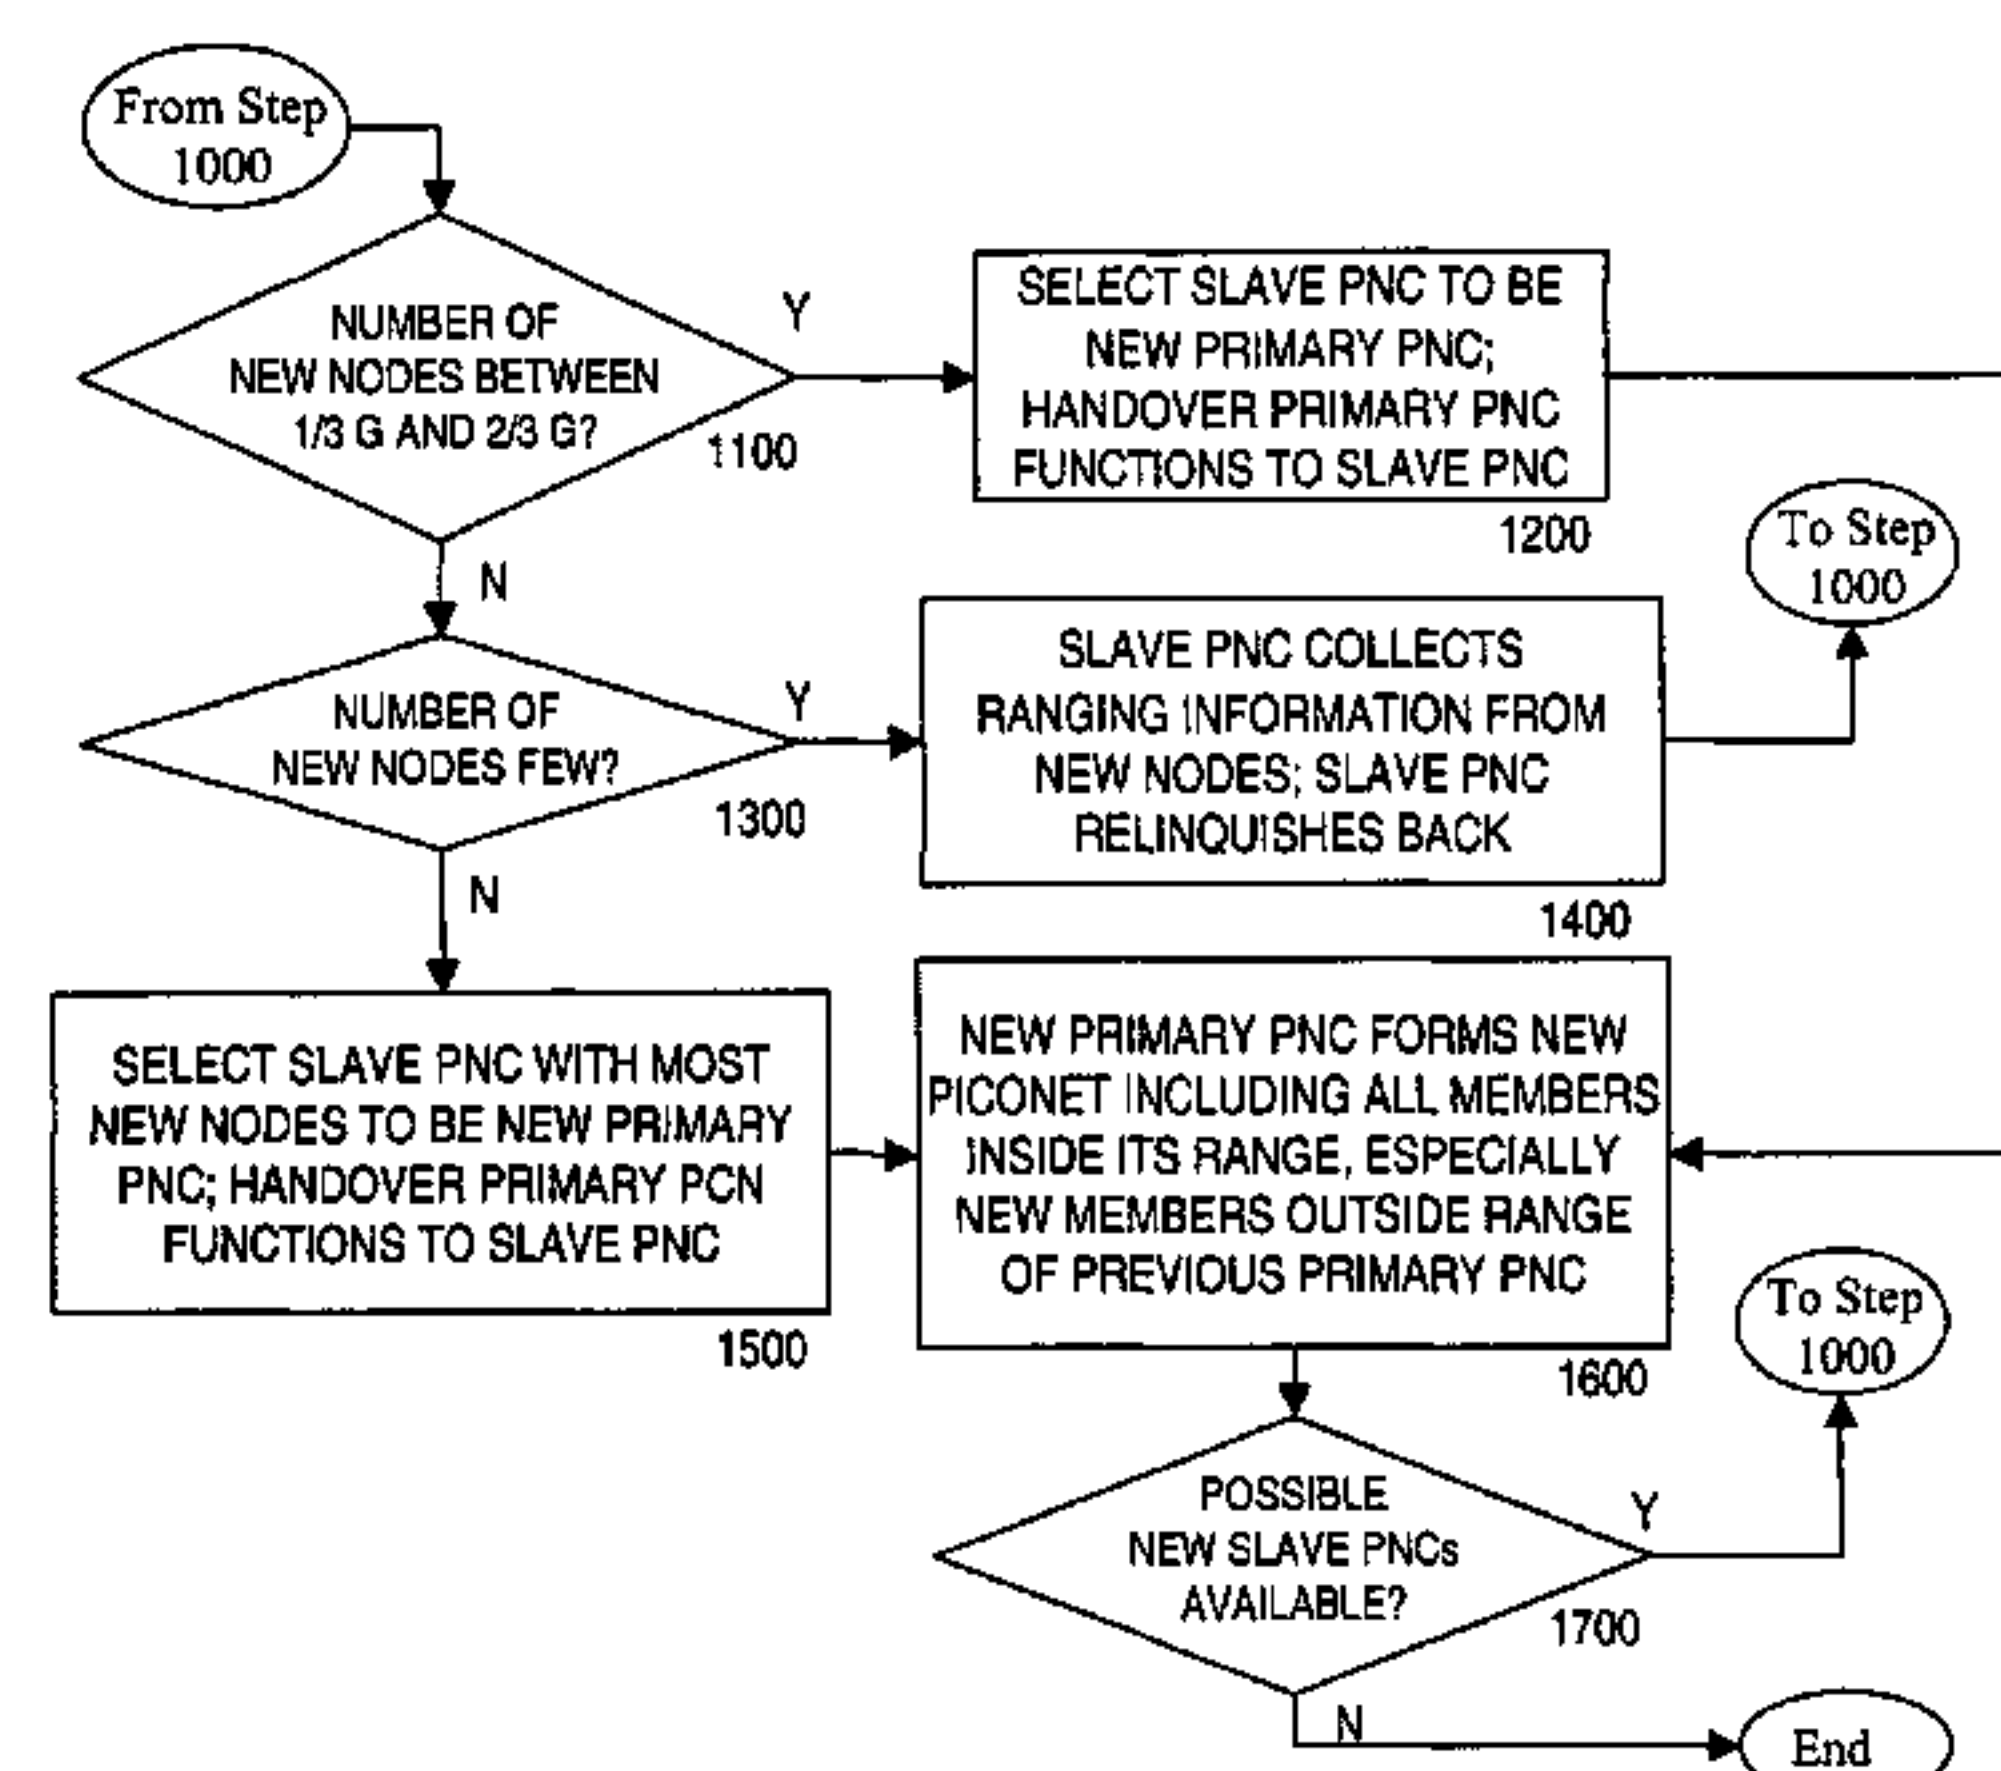 From Step
1000
NUMBER OF
NEW NODES BETWEEN
1/3 G AND 2/3 G?
Y
1100
SELECT SLAVE PNC TO BE
NEW PRIMARY PNC;
HANDOVER PRIMARY PNC
FUNCTIONS TO SLAVE PNC
1200
N
To Step
1000
NUMBER OF
NEW NODES FEW?
Y
1300
SLAVE PNC COLLECTS
RANGING INFORMATION FROM
NEW NODES; SLAVE PNC
RELINQUISHES BACK
1400
N
SELECT SLAVE PNC WITH MOST
NEW NODES TO BE NEW PRIMARY
PNC; HANDOVER PRIMARY PCN
FUNCTIONS TO SLAVE PNC
1500
NEW PRIMARY PNC FORMS NEW
PICONET INCLUDING ALL MEMBERS
INSIDE ITS RANGE, ESPECIALLY
NEW MEMBERS OUTSIDE RANGE
OF PREVIOUS PRIMARY PNC
1600
To Step
1000
POSSIBLE
NEW SLAVE PNCs
AVAILABLE?
Y
1700
N
End